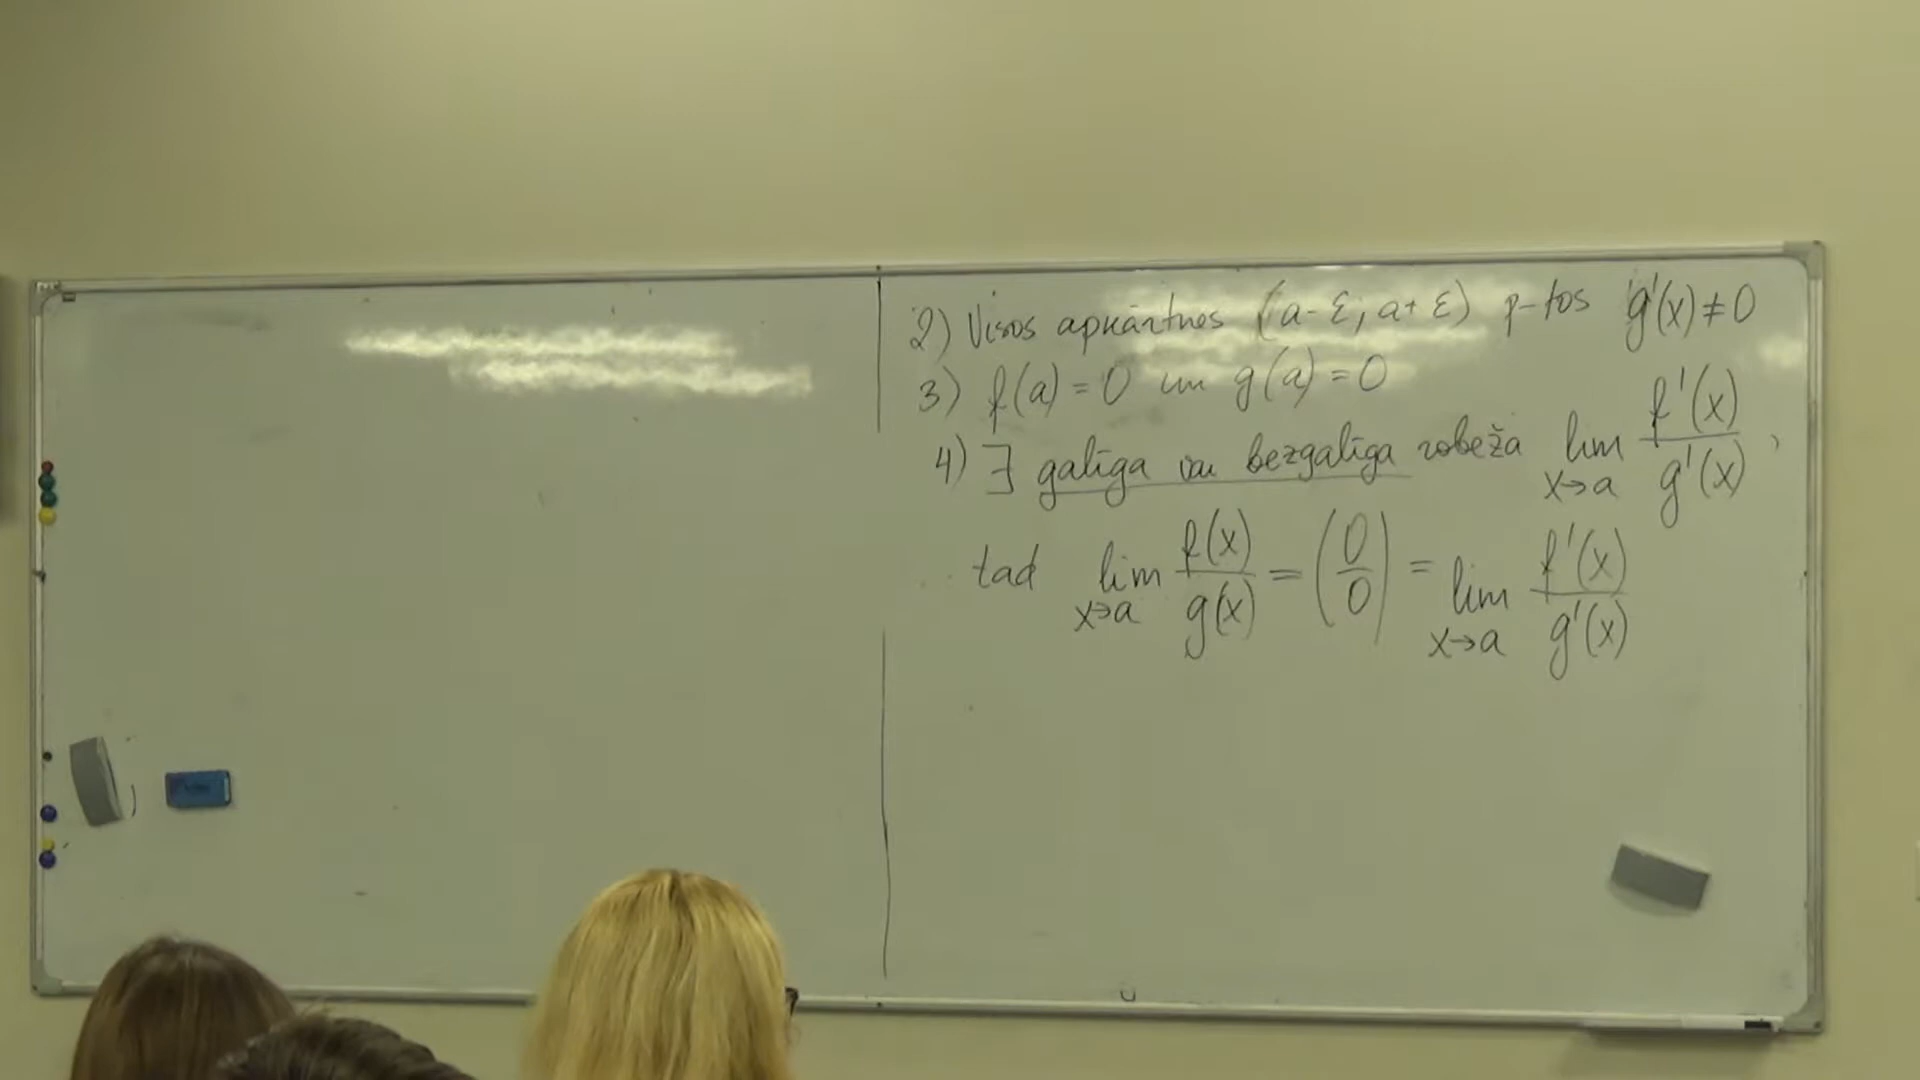 2) Visos apkārtnes (a-ε; a+ε) p-tos g'(x)≠0
3) f(a)=0 un g(a)=0
4) ∃ galīga vai bezgalīga robeža lim x→a f'(x)/g'(x),
tad lim x→a f(x)/g(x) = (0/0) = lim x→a f'(x)/g'(x)